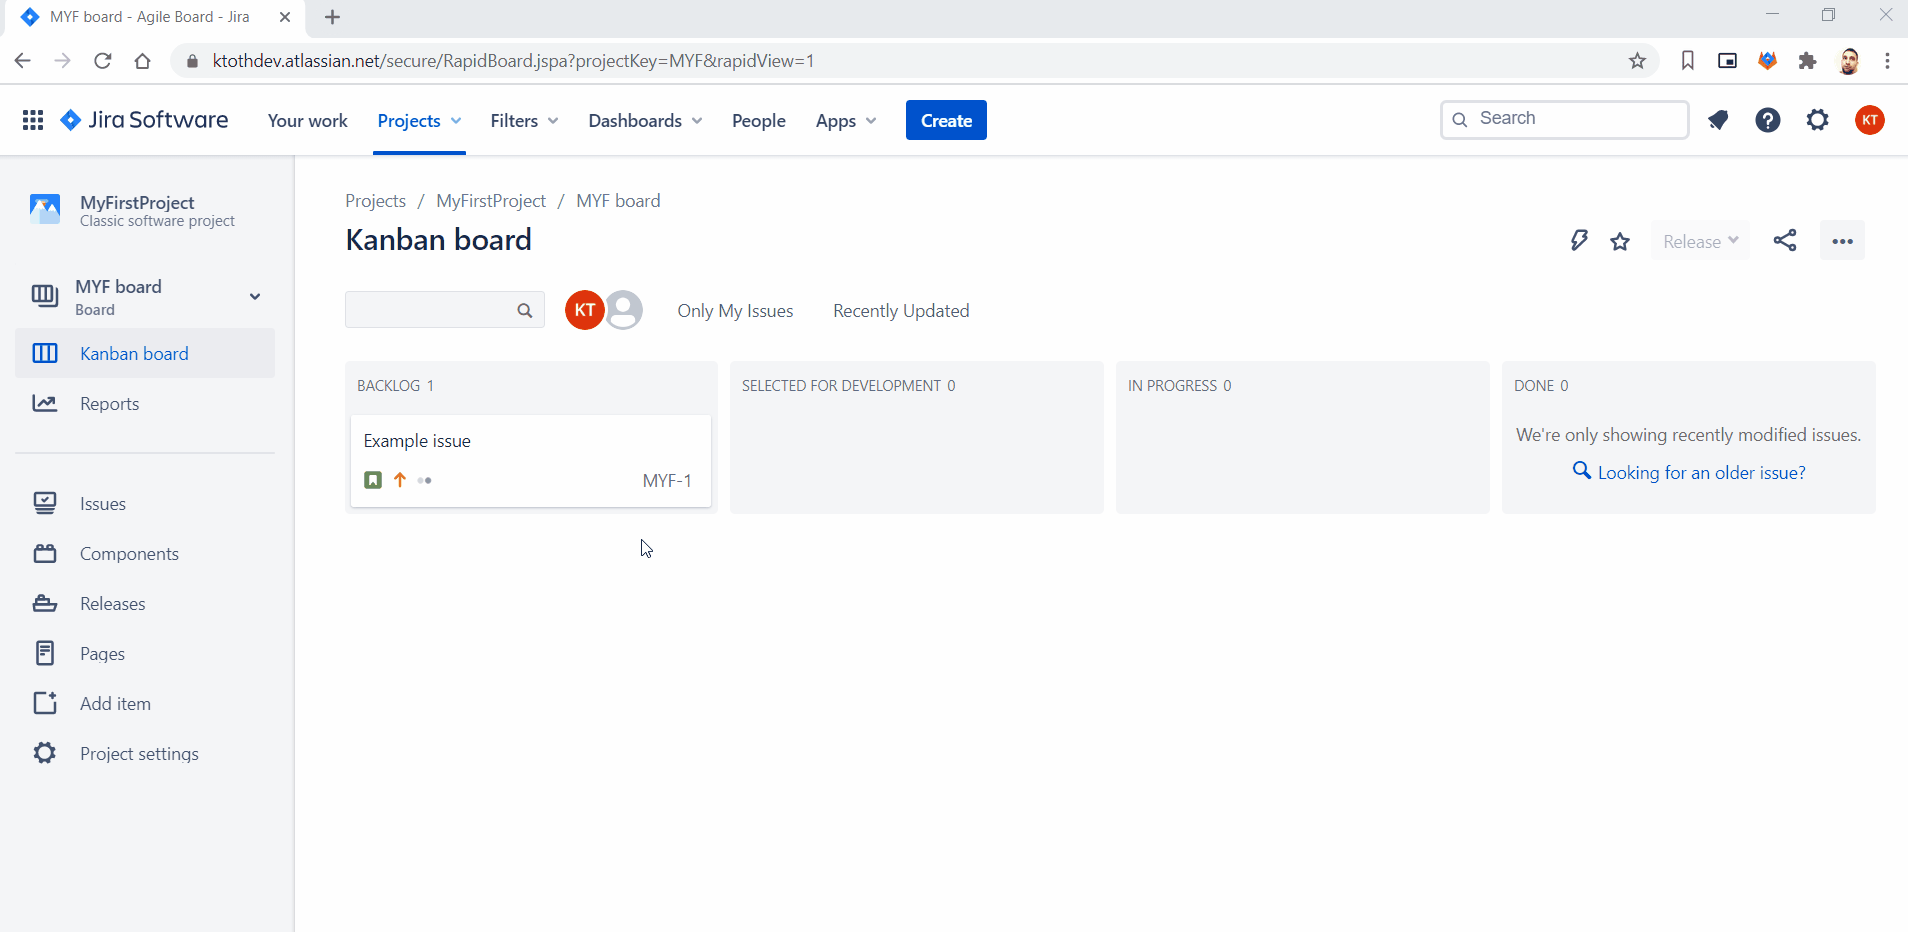 MYF board - Agile Board - Jira
ktothdev.atlassian.net/secure/RapidBoard.jspa?projectKey=MYF&rapidView=1
Jira Software Your work Projects Filters Dashboards People Apps Create Search KT
MyFirstProject
Classic software project
MYF board
Board
Kanban board
Reports
Issues
Components
Releases
Pages
Add item
Project settings
Projects / MyFirstProject / MYF board
Kanban board
Release
KT Only My Issues Recently Updated
BACKLOG 1
Example issue
MYF-1
SELECTED FOR DEVELOPMENT 0
IN PROGRESS 0
DONE 0
We're only showing recently modified issues.
Looking for an older issue?